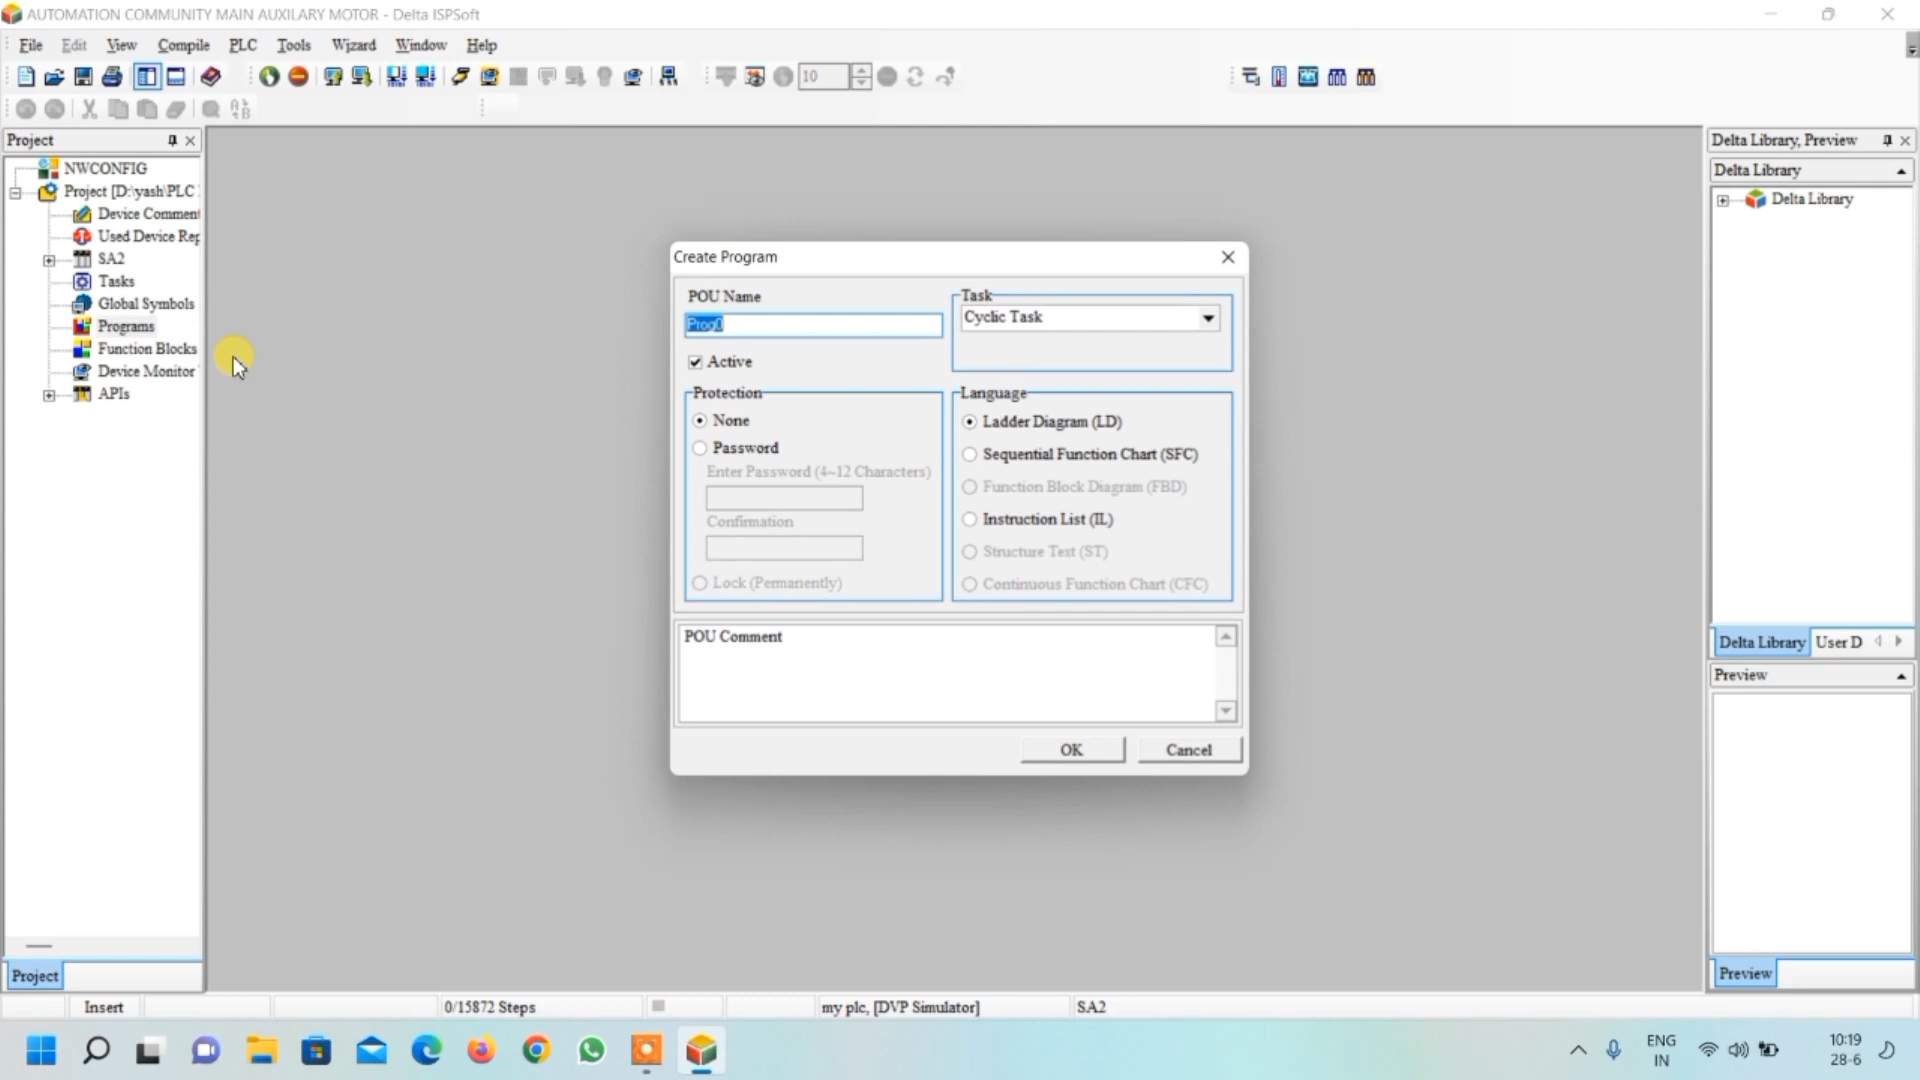 AUTOMATION COMMUNITY MAIN AUXILARY MOTOR - Delta ISPSoft
File Edit View Compile PLC Tools Wizard Window Help
10
Project
NWCONFIG
Project [D:\yash\PLC
Device Comment
Used Device Rep
SA2
Tasks
Global Symbols
Programs
Function Blocks
Device Monitor
APIs
Project
Create Program
POU Name
Prog0
Active
Task
Cyclic Task
Protection
None
Password
Enter Password (4~12 Characters)
Confirmation
Lock (Permanently)
Language
Ladder Diagram (LD)
Sequential Function Chart (SFC)
Function Block Diagram (FBD)
Instruction List (IL)
Structure Text (ST)
Continuous Function Chart (CFC)
POU Comment
OK Cancel
Delta Library, Preview
Delta Library
Delta Library
Delta Library User D
Preview
Preview
Insert 0/15872 Steps my plc, [DVP Simulator] SA2
ENG
IN
10:19
28-6